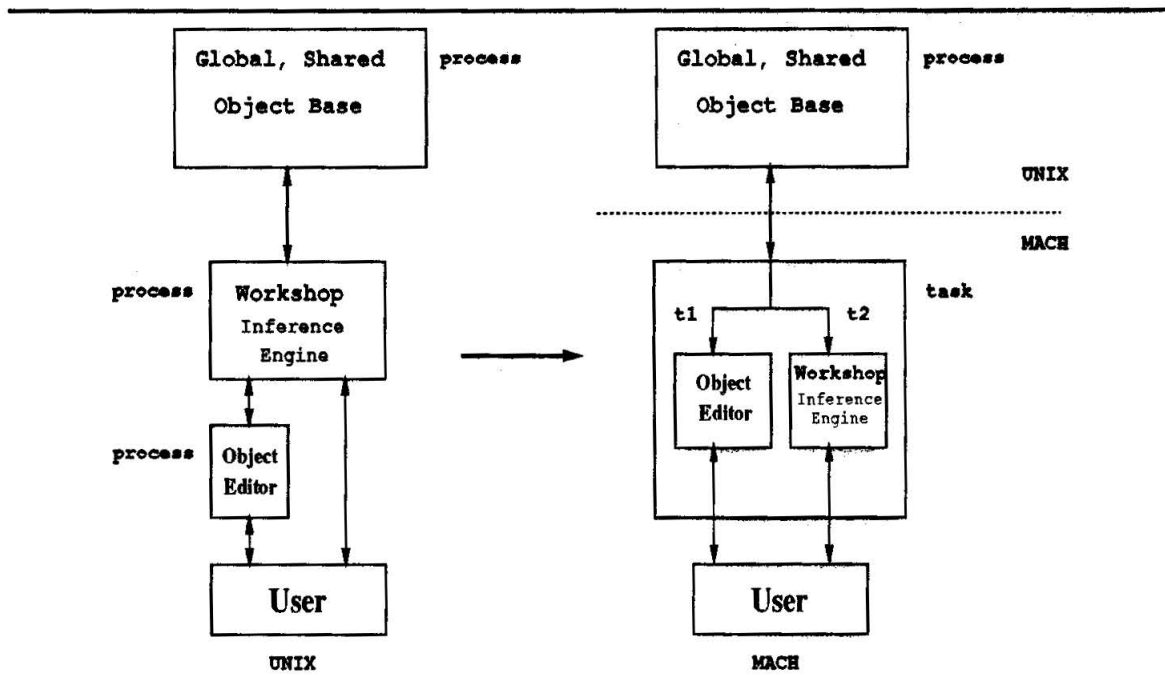 Global, Shared
Object Base
process
process
Workshop
Inference
Engine
process
Object
Editor
User
UNIX
Global, Shared
Object Base
process
UNIX
MACH
task
t1
t2
Object
Editor
Workshop
Inference
Engine
User
MACH